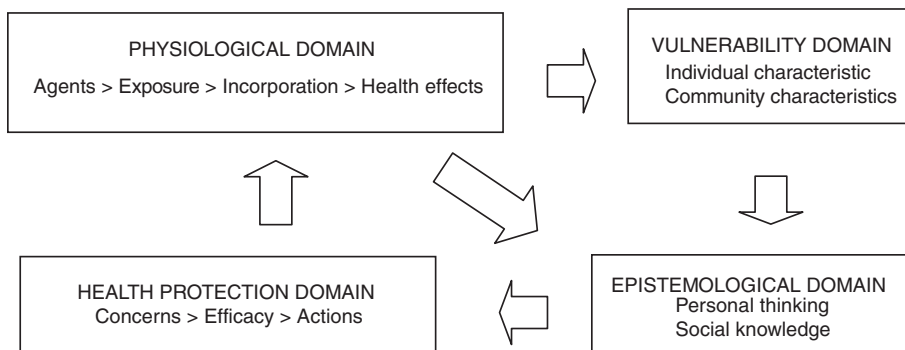 PHYSIOLOGICAL DOMAIN
Agents > Exposure > Incorporation > Health effects
VULNERABILITY DOMAIN
Individual characteristic
Community characteristics
HEALTH PROTECTION DOMAIN
Concerns > Efficacy > Actions
EPISTEMOLOGICAL DOMAIN
Personal thinking
Social knowledge